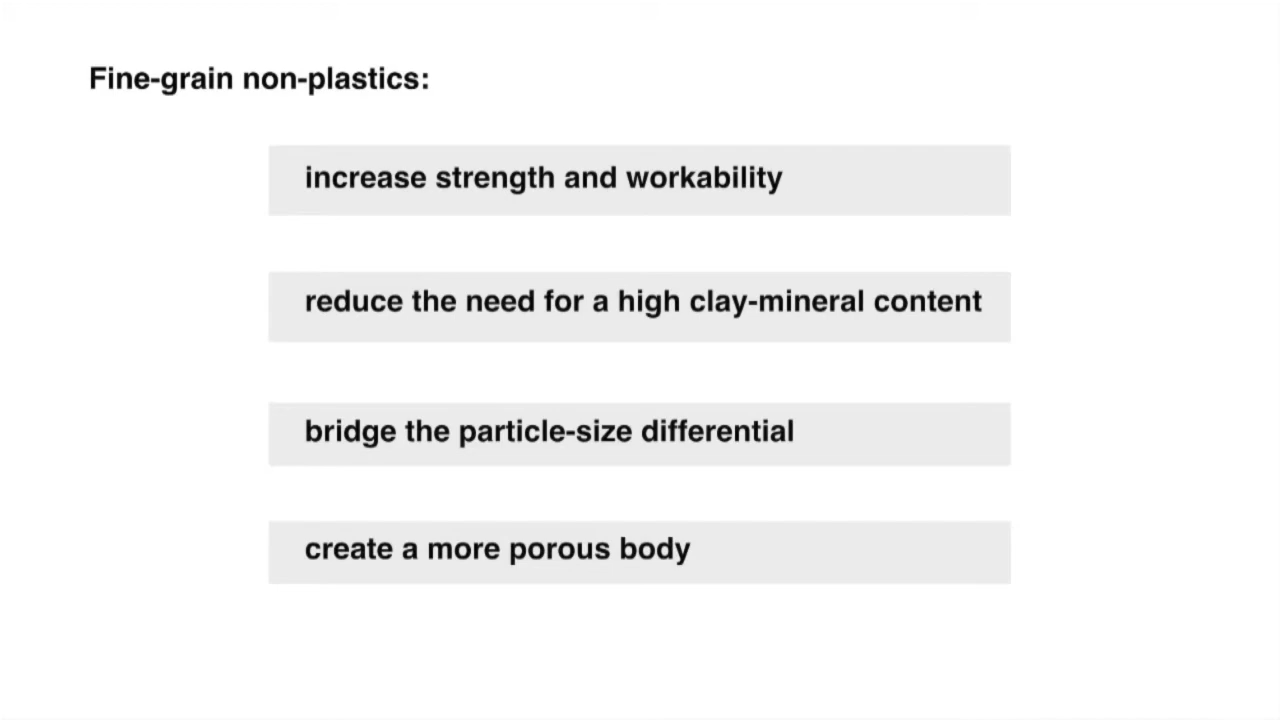 Fine-grain non-plastics:
increase strength and workability
reduce the need for a high clay-mineral content
bridge the particle-size differential
create a more porous body